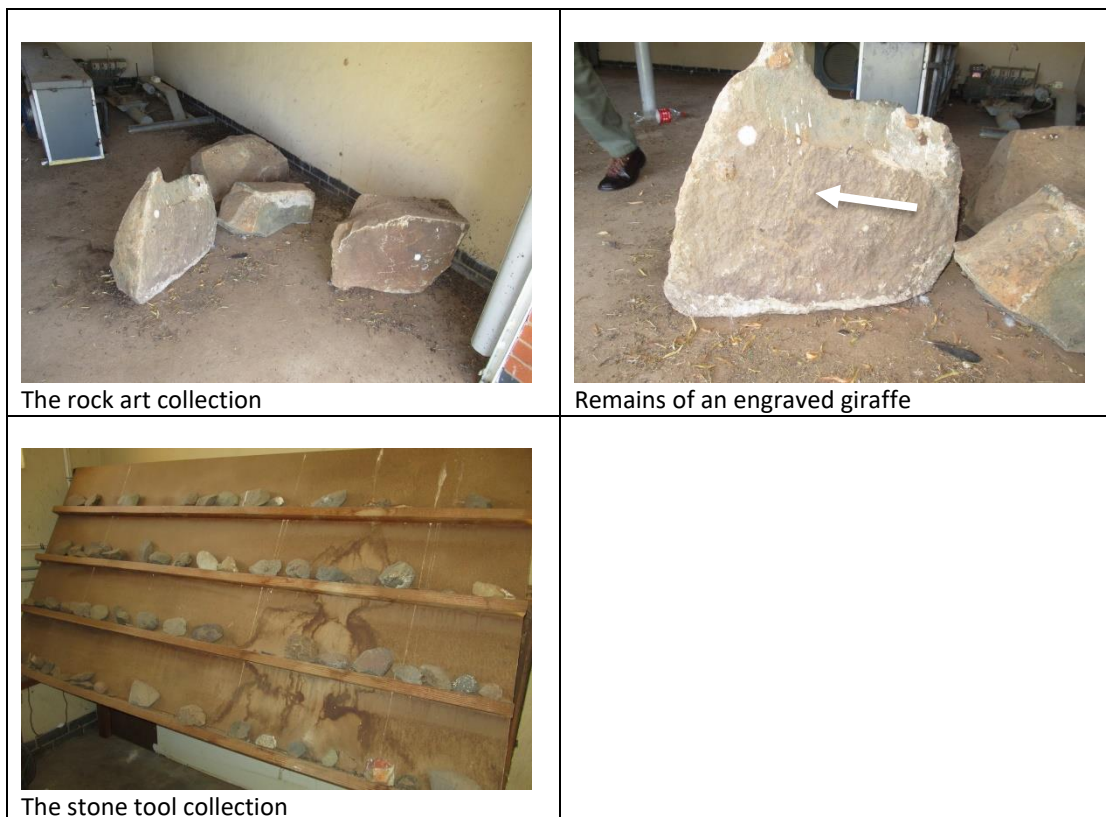 The rock art collection
Remains of an engraved giraffe
The stone tool collection